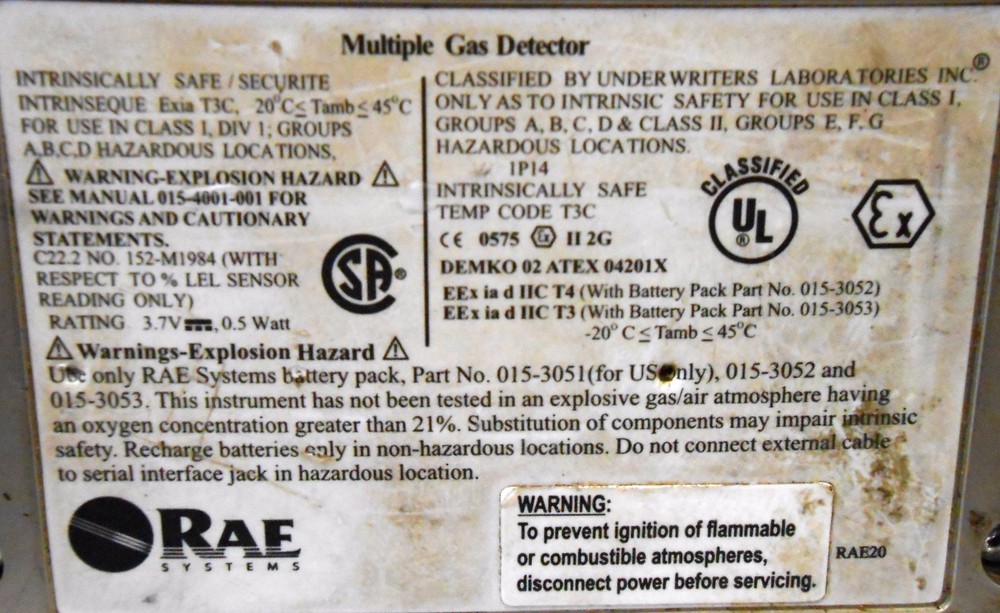 Multiple Gas Detector
INTRINSICALLY SAFE / SECURITE
INTRINSEQUE Exia T3C, 20°C≤ Tamb ≤ 45°C
FOR USE IN CLASS I, DIV 1; GROUPS
A,B,C,D HAZARDOUS LOCATIONS,
WARNING-EXPLOSION HAZARD
SEE MANUAL 015-4001-001 FOR
WARNINGS AND CAUTIONARY
STATEMENTS.
C22.2 NO. 152-M1984 (WITH
RESPECT TO % LEL SENSOR
READING ONLY)
RATING 3.7V, 0.5 Watt
SA®
CLASSIFIED BY UNDERWRITERS LABORATORIES INC.®
ONLY AS TO INTRINSIC SAFETY FOR USE IN CLASS I,
GROUPS A, B, C, D & CLASS II, GROUPS E, F, G
HAZARDOUS LOCATIONS.
1P14
INTRINSICALLY SAFE
TEMP CODE T3C
CE 0575 Ex II 2G
DEMKO 02 ATEX 04201X
EEx ia d IIC T4 (With Battery Pack Part No. 015-3052)
EEx ia d IIC T3 (With Battery Pack Part No. 015-3053)
-20° C ≤ Tamb ≤ 45°C
CLASSIFIED
UL®
Ex
Warnings-Explosion Hazard
Use only RAE Systems battery pack, Part No. 015-3051(for US Only), 015-3052 and
015-3053. This instrument has not been tested in an explosive gas/air atmosphere having
an oxygen concentration greater than 21%. Substitution of components may impair intrinsic
safety. Recharge batteries only in non-hazardous locations. Do not connect external cable
to serial interface jack in hazardous location.
RAE
SYSTEMS
WARNING:
To prevent ignition of flammable
or combustible atmospheres,
disconnect power before servicing.
RAE20